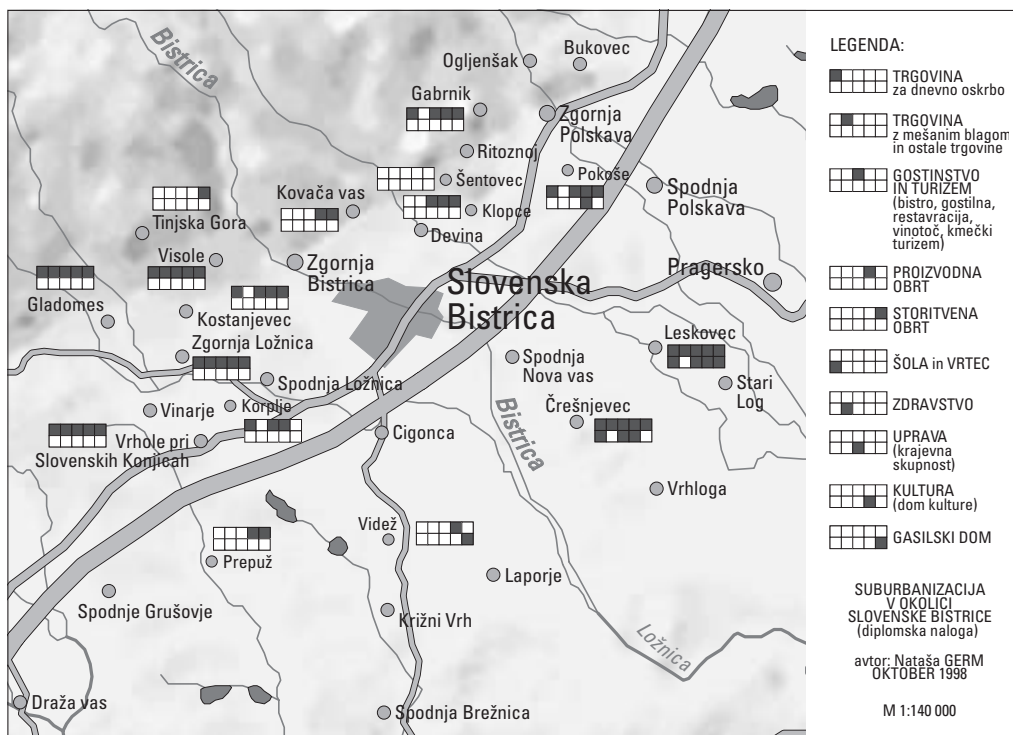 Bistrica
Ogljenšak
Bukovec
Gabrnik
Zgornja
Polskava
Ritoznoj
Pokoše
Šentovec
Spodnja
Polskava
Kovača vas
Klopce
Tinjska Gora
Devina
Visole
Zgornja
Bistrica
Slovenska
Bistrica
Pragersko
Gladomes
Kostanjevec
Leskovec
Zgornja Ložnica
Spodnja
Nova vas
Spodnja Ložnica
Stari
Log
Vinarje
Korplje
Črešnjevec
Bistrica
Vrhole pri
Slovenskih Konjicah
Cigonca
Vrhloga
Videž
Prepuž
Laporje
Spodnje Grušovje
Križni Vrh
Ložnica
Draža vas
Spodnja Brežnica
LEGENDA:
TRGOVINA
za dnevno oskrbo
TRGOVINA
z mešanim blagom
in ostale trgovine
GOSTINSTVO
IN TURIZEM
(bistro, gostilna,
restavracija,
vinotoč, kmečki
turizem)
PROIZVODNA
OBRT
STORITVENA
OBRT
ŠOLA in VRTEC
ZDRAVSTVO
UPRAVA
(krajevna
skupnost)
KULTURA
(dom kulture)
GASILSKI DOM
SUBURBANIZACIJA
V OKOLICI
SLOVENSKE BISTRICE
(diplomska naloga)
avtor: Nataša GERM
OKTOBER 1998
M 1:140 000